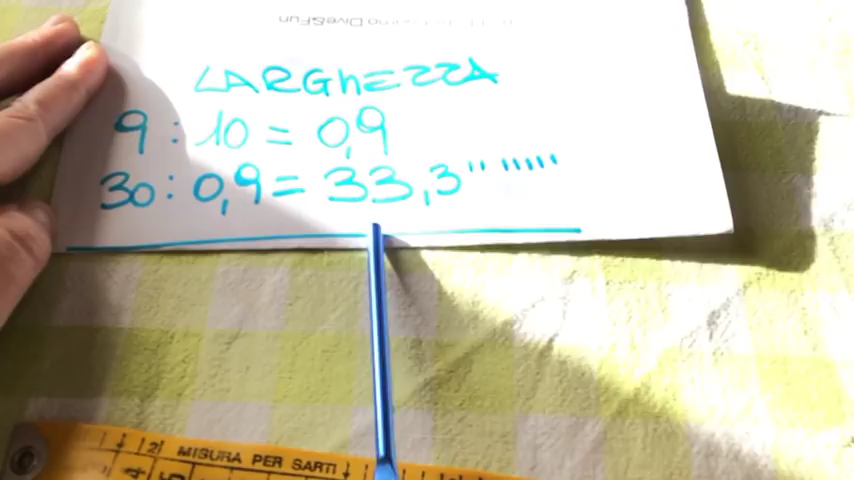 LARGHEZZA
9 : 10 = 0,9
30 : 0,9 = 33,3'' '''''
MISURA PER SARTI